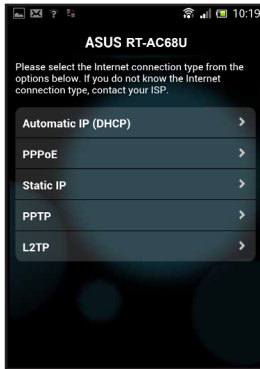 10:19
ASUS RT-AC68U
Please select the Internet connection type from the
options below. If you do not know the Internet
connection type, contact your ISP.
Automatic IP (DHCP)
PPPoE
Static IP
PPTP
L2TP